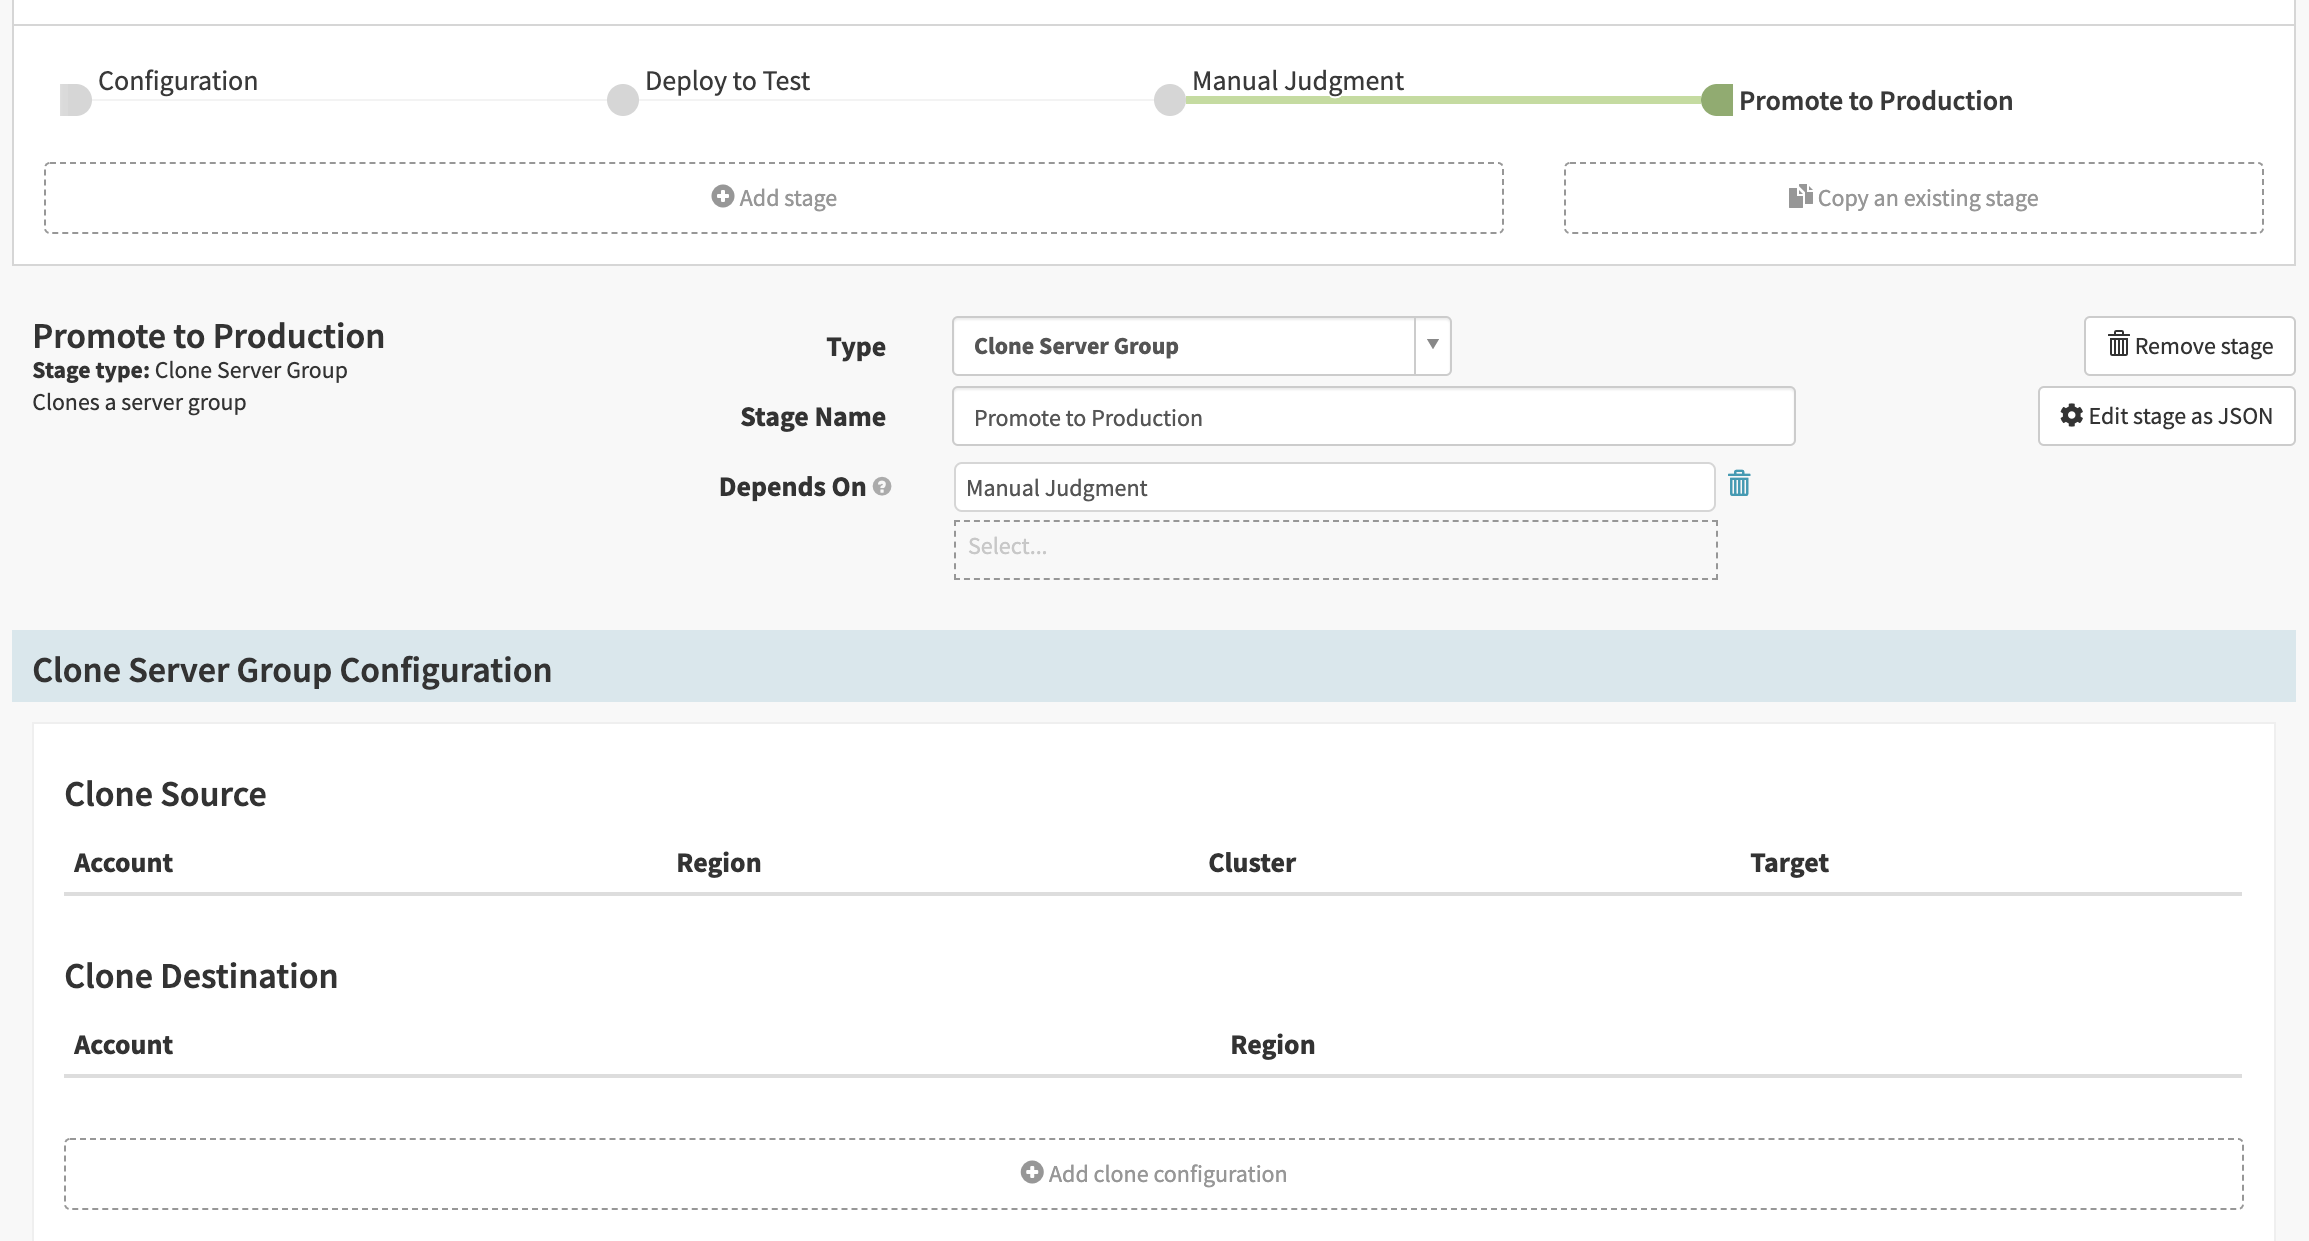 Configuration
Deploy to Test
Manual Judgment
Promote to Production
Add stage
Copy an existing stage
Promote to Production
Stage type: Clone Server Group
Clones a server group
Type
Clone Server Group
Remove stage
Stage Name
Promote to Production
Edit stage as JSON
Depends On ?
Manual Judgment
Select...
Clone Server Group Configuration
Clone Source
Account Region Cluster Target
Clone Destination
Account Region
Add clone configuration